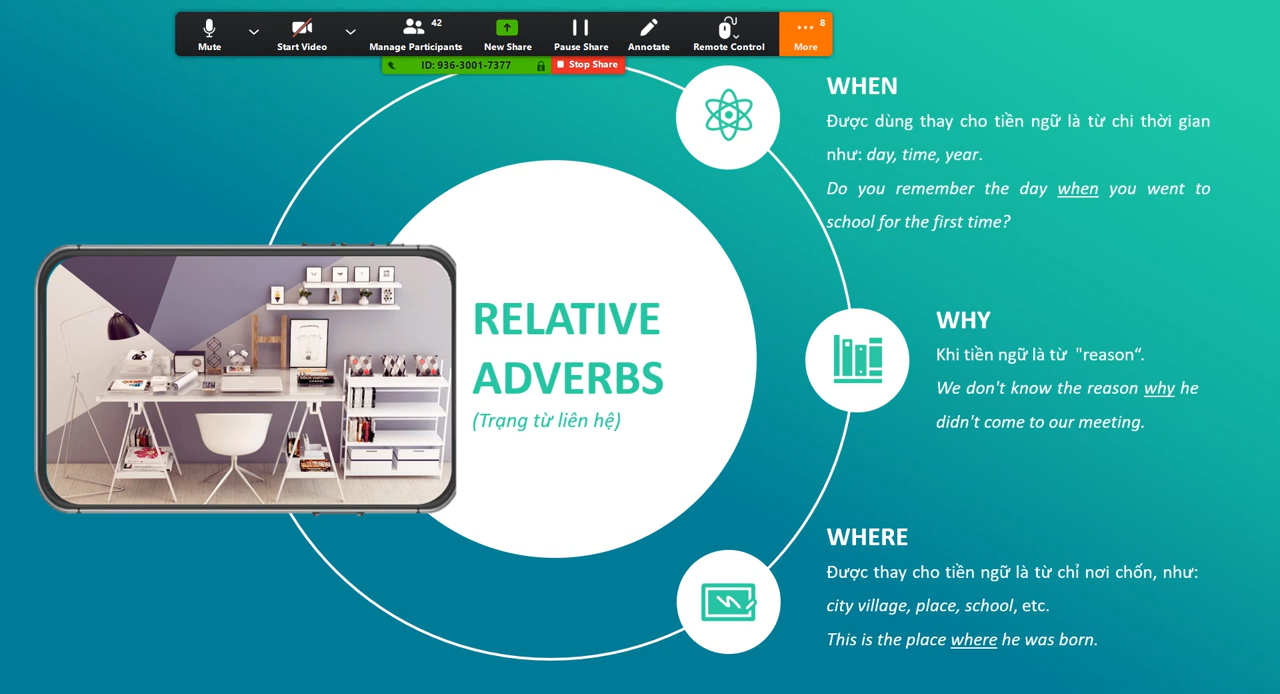 42
8
Mute
Start Video
Manage Participants
New Share
Pause Share
Annotate
Remote Control
More
ID: 936-3001-7377
Stop Share
WHEN
Được dùng thay cho tiền ngữ là từ chi thời gian
như: day, time, year.
Do you remember the day when you went to
school for the first time?
RELATIVE
ADVERBS
(Trạng từ liên hệ)
WHY
Khi tiền ngữ là từ "reason“.
We don't know the reason why he
didn't come to our meeting.
WHERE
Được thay cho tiền ngữ là từ chỉ nơi chốn, như:
city village, place, school, etc.
This is the place where he was born.